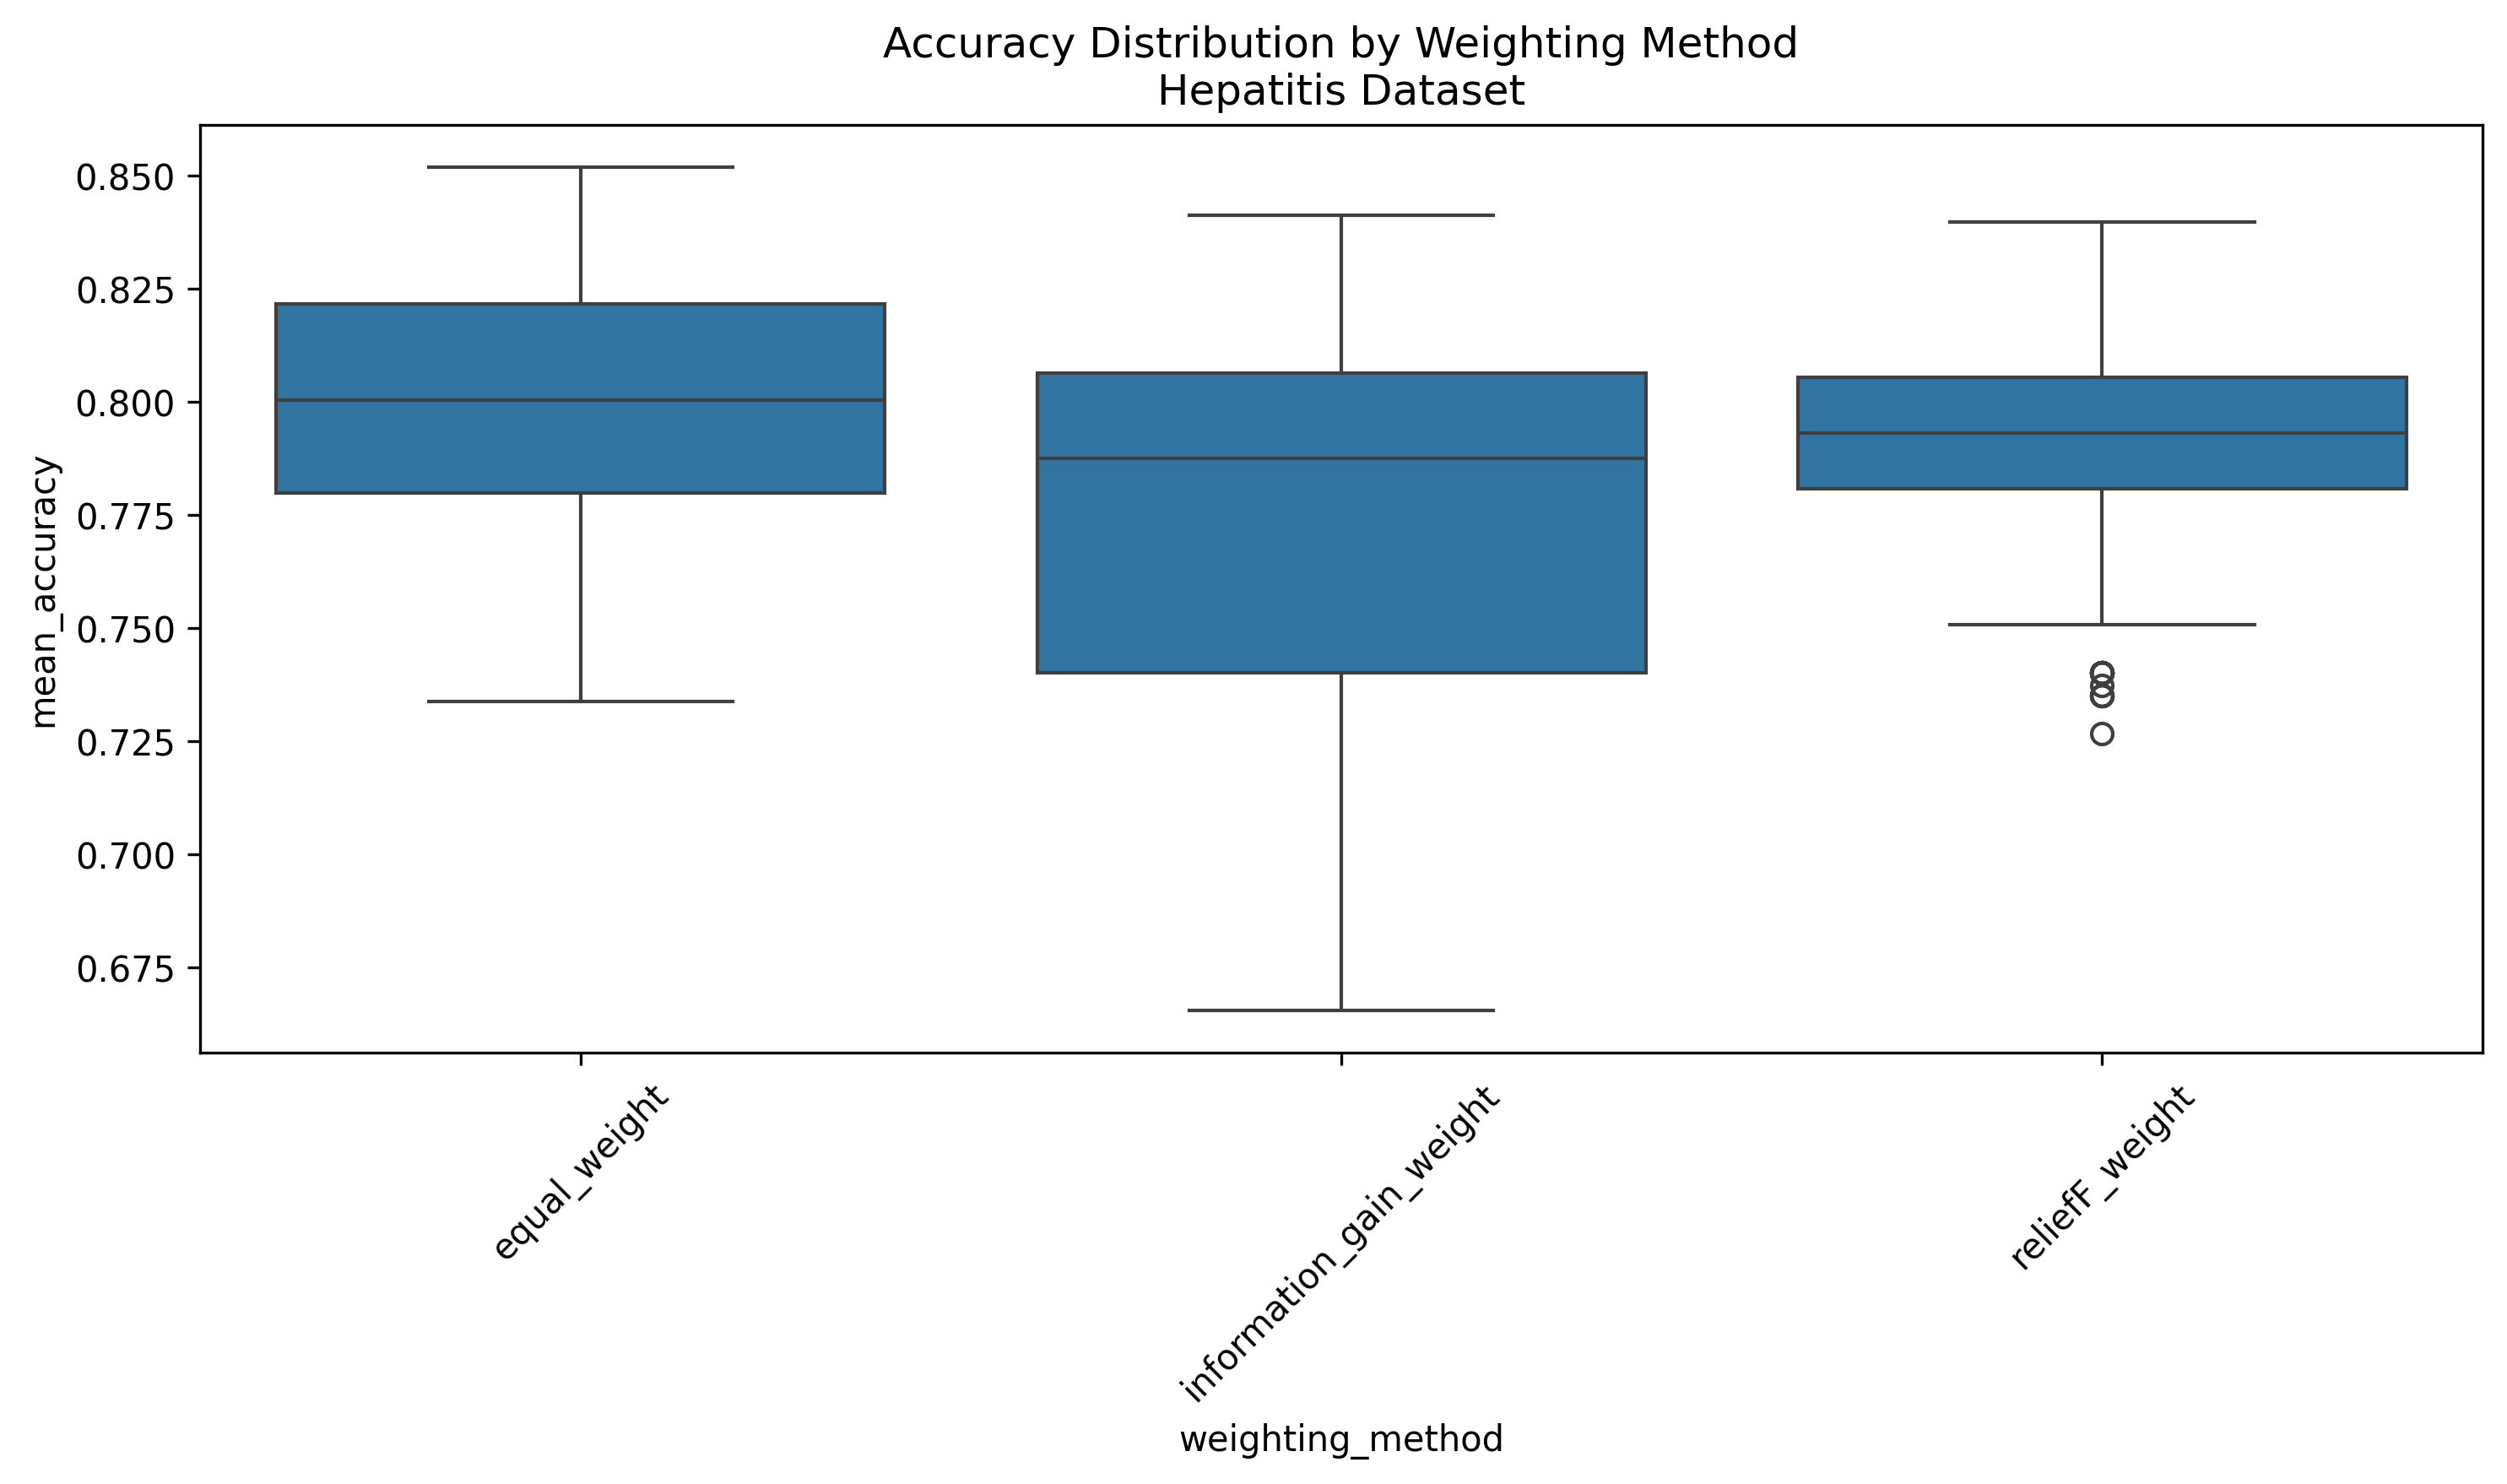 Accuracy Distribution by Weighting Method
Hepatitis Dataset
mean_accuracy
0.850
0.825
0.800
0.775
0.750
0.725
0.700
0.675
equal_weight
information_gain_weight
reliefF_weight
weighting_method